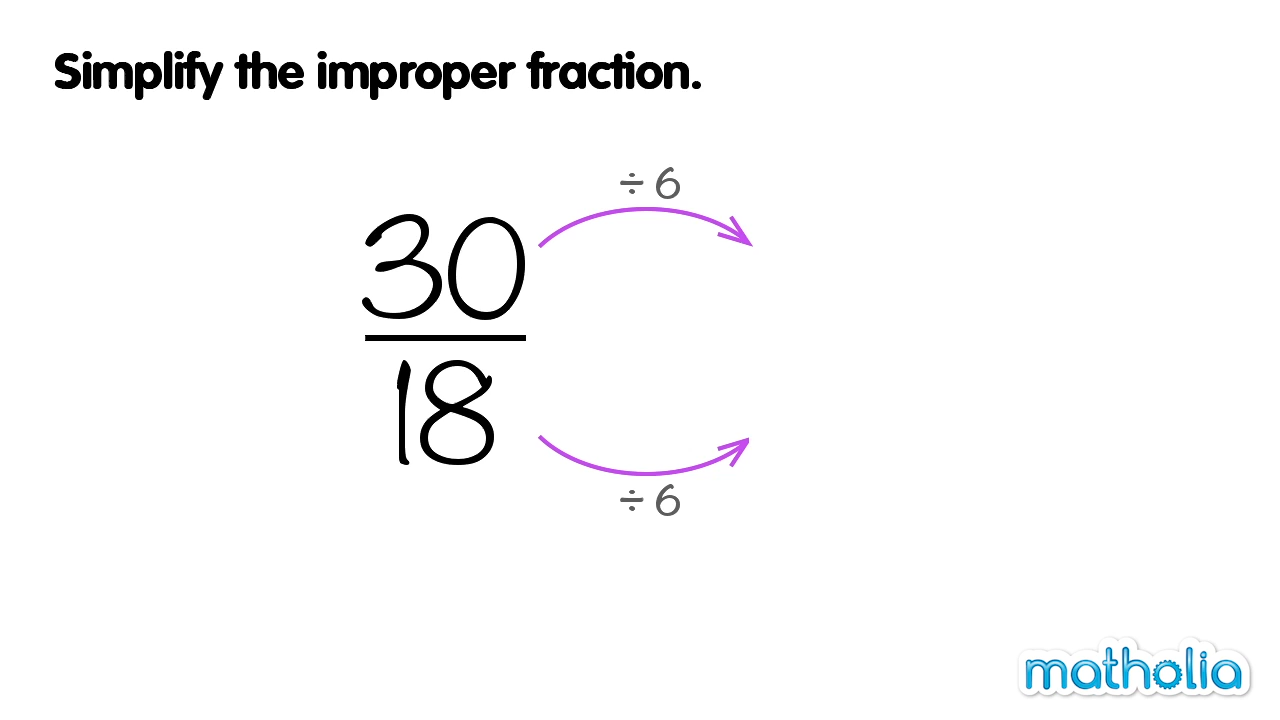 Simplify the improper fraction.
÷ 6
30
18
÷ 6
matholia